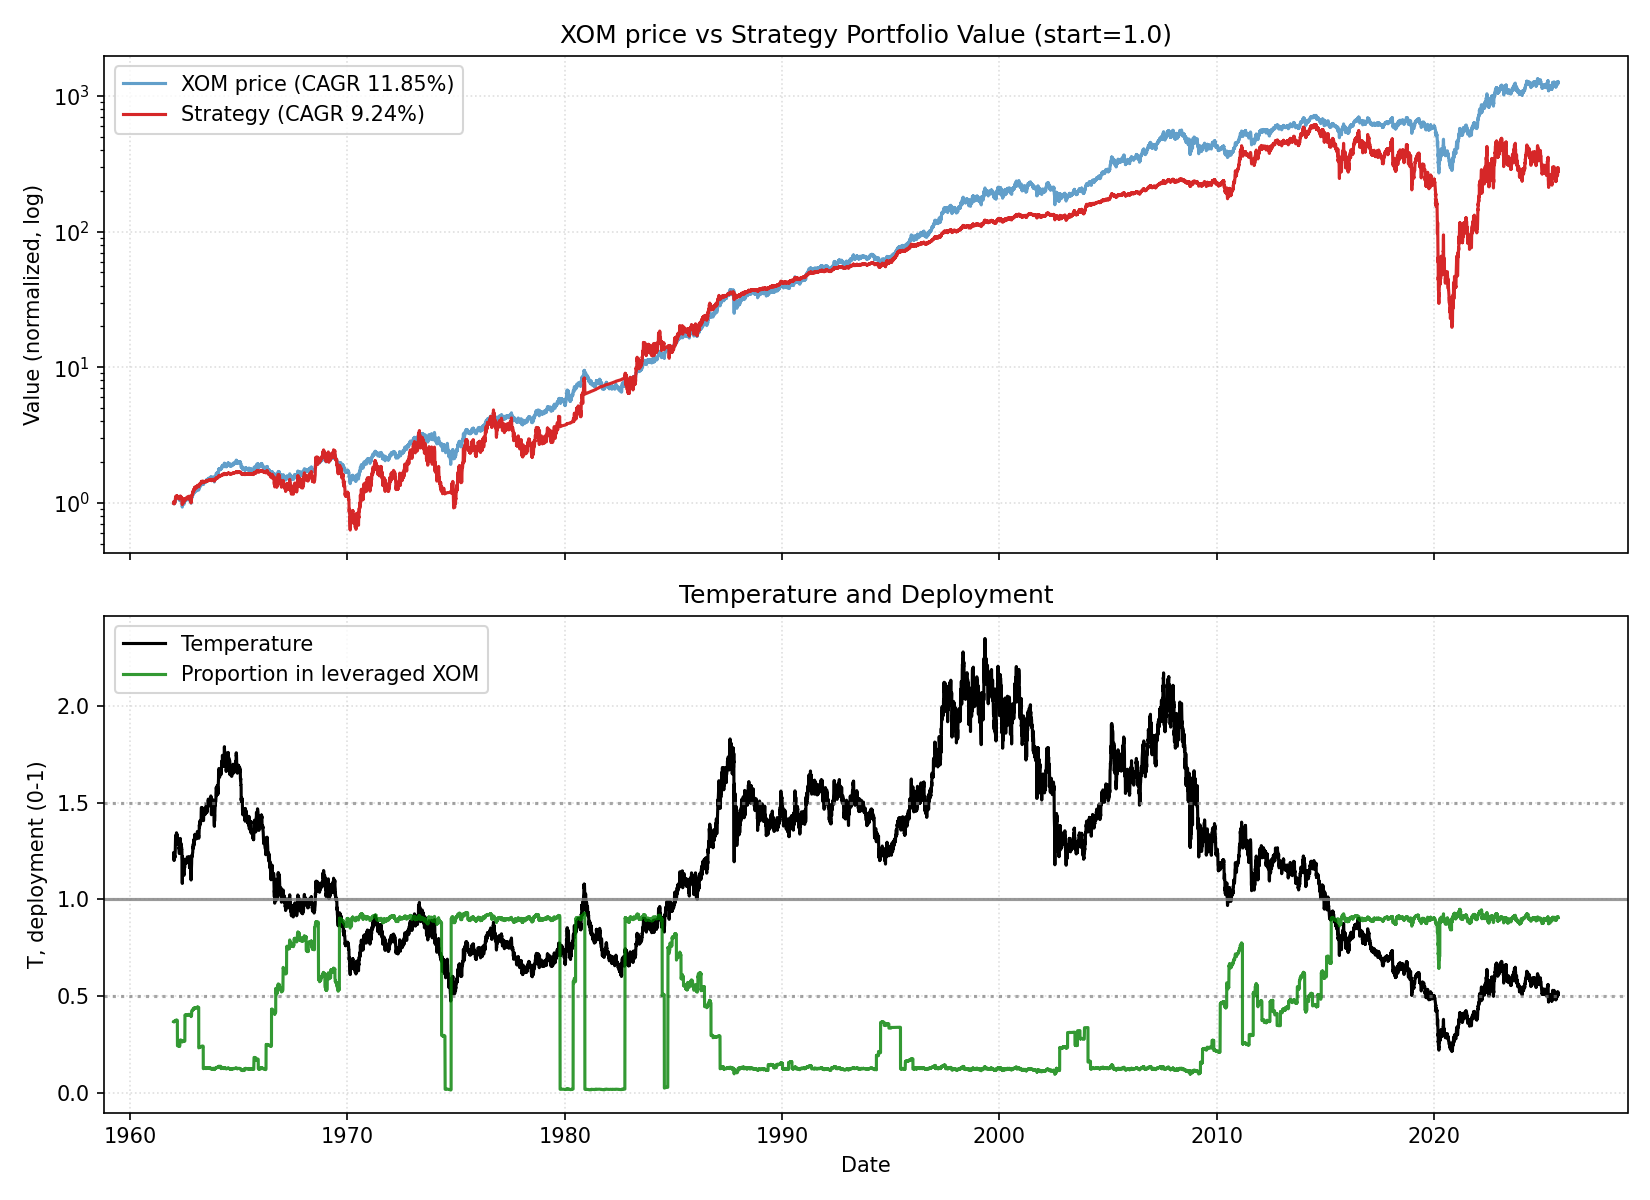 XOM price vs Strategy Portfolio Value (start=1.0)
XOM price (CAGR 11.85%)
Strategy (CAGR 9.24%)
Value (normalized, log)
10³
10²
10¹
10⁰
Temperature and Deployment
Temperature
Proportion in leveraged XOM
T, deployment (0-1)
2.0
1.5
1.0
0.5
0.0
1960 1970 1980 1990 2000 2010 2020
Date